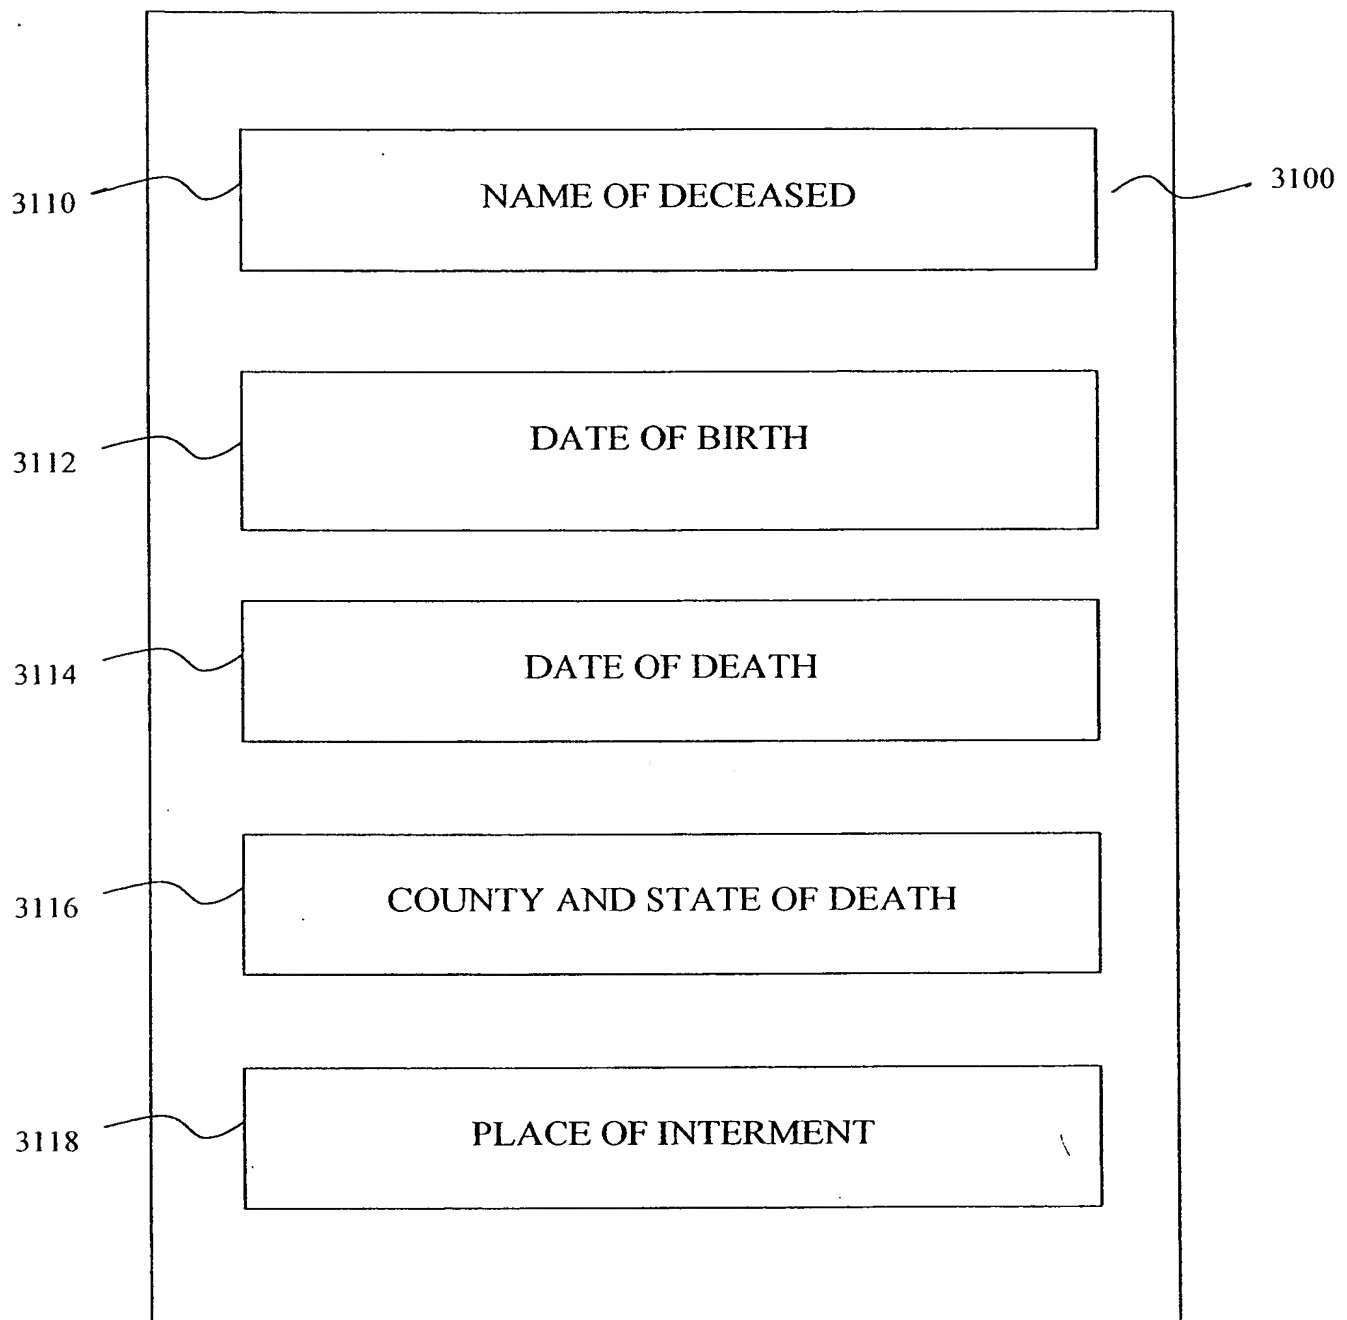 NAME OF DECEASED
3110
3100
DATE OF BIRTH
3112
DATE OF DEATH
3114
COUNTY AND STATE OF DEATH
3116
PLACE OF INTERMENT
3118